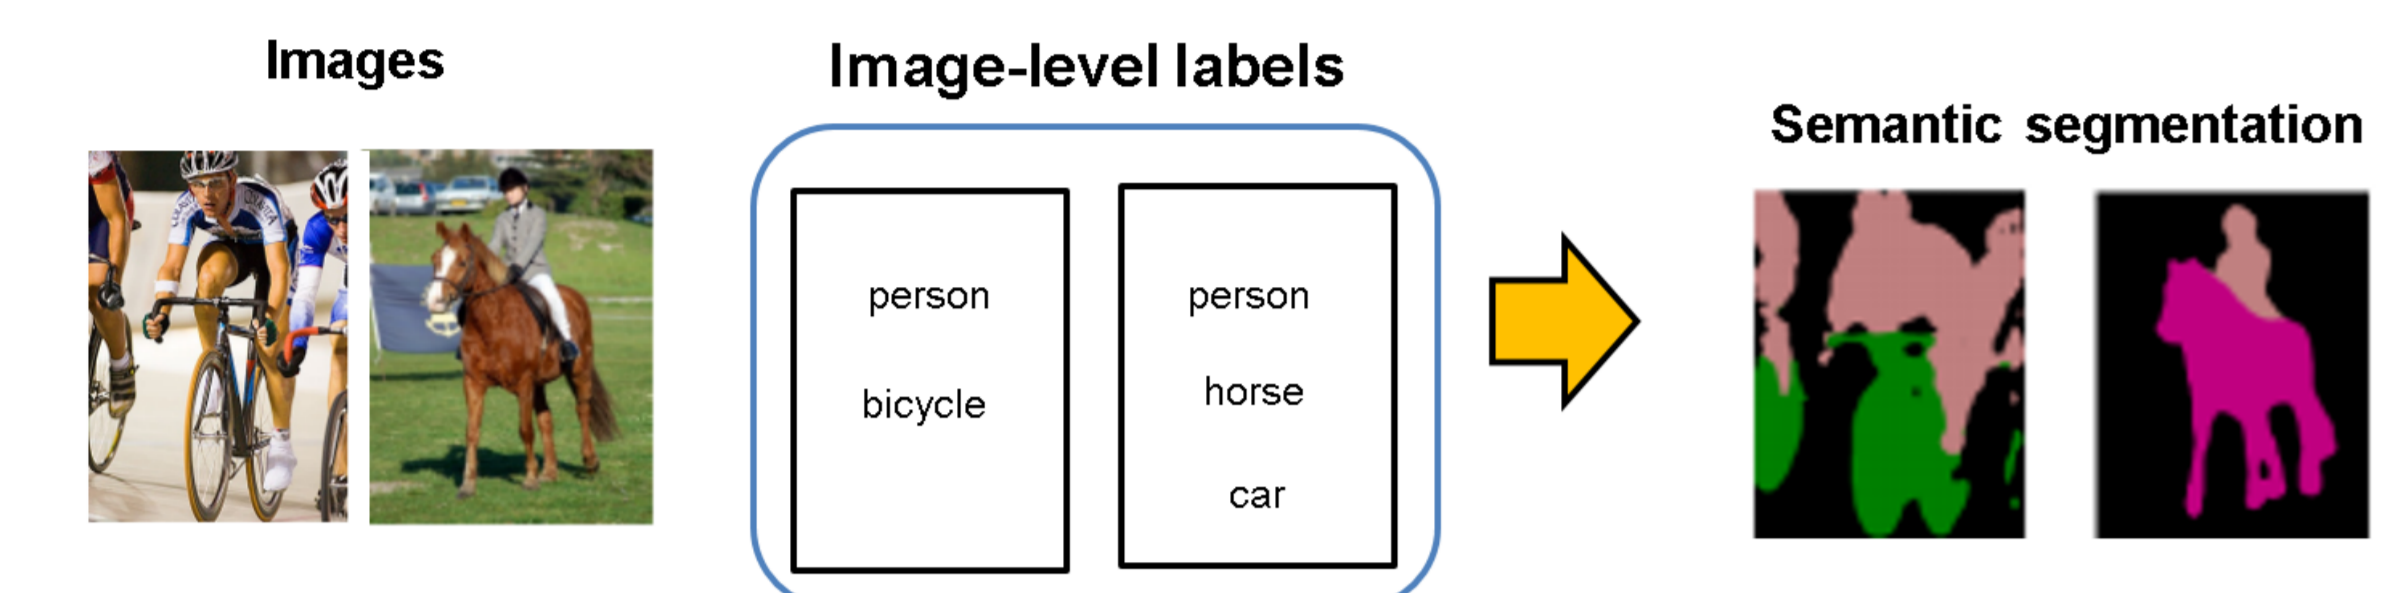 Images
Image-level labels
Semantic segmentation
person
bicycle
person
horse
car